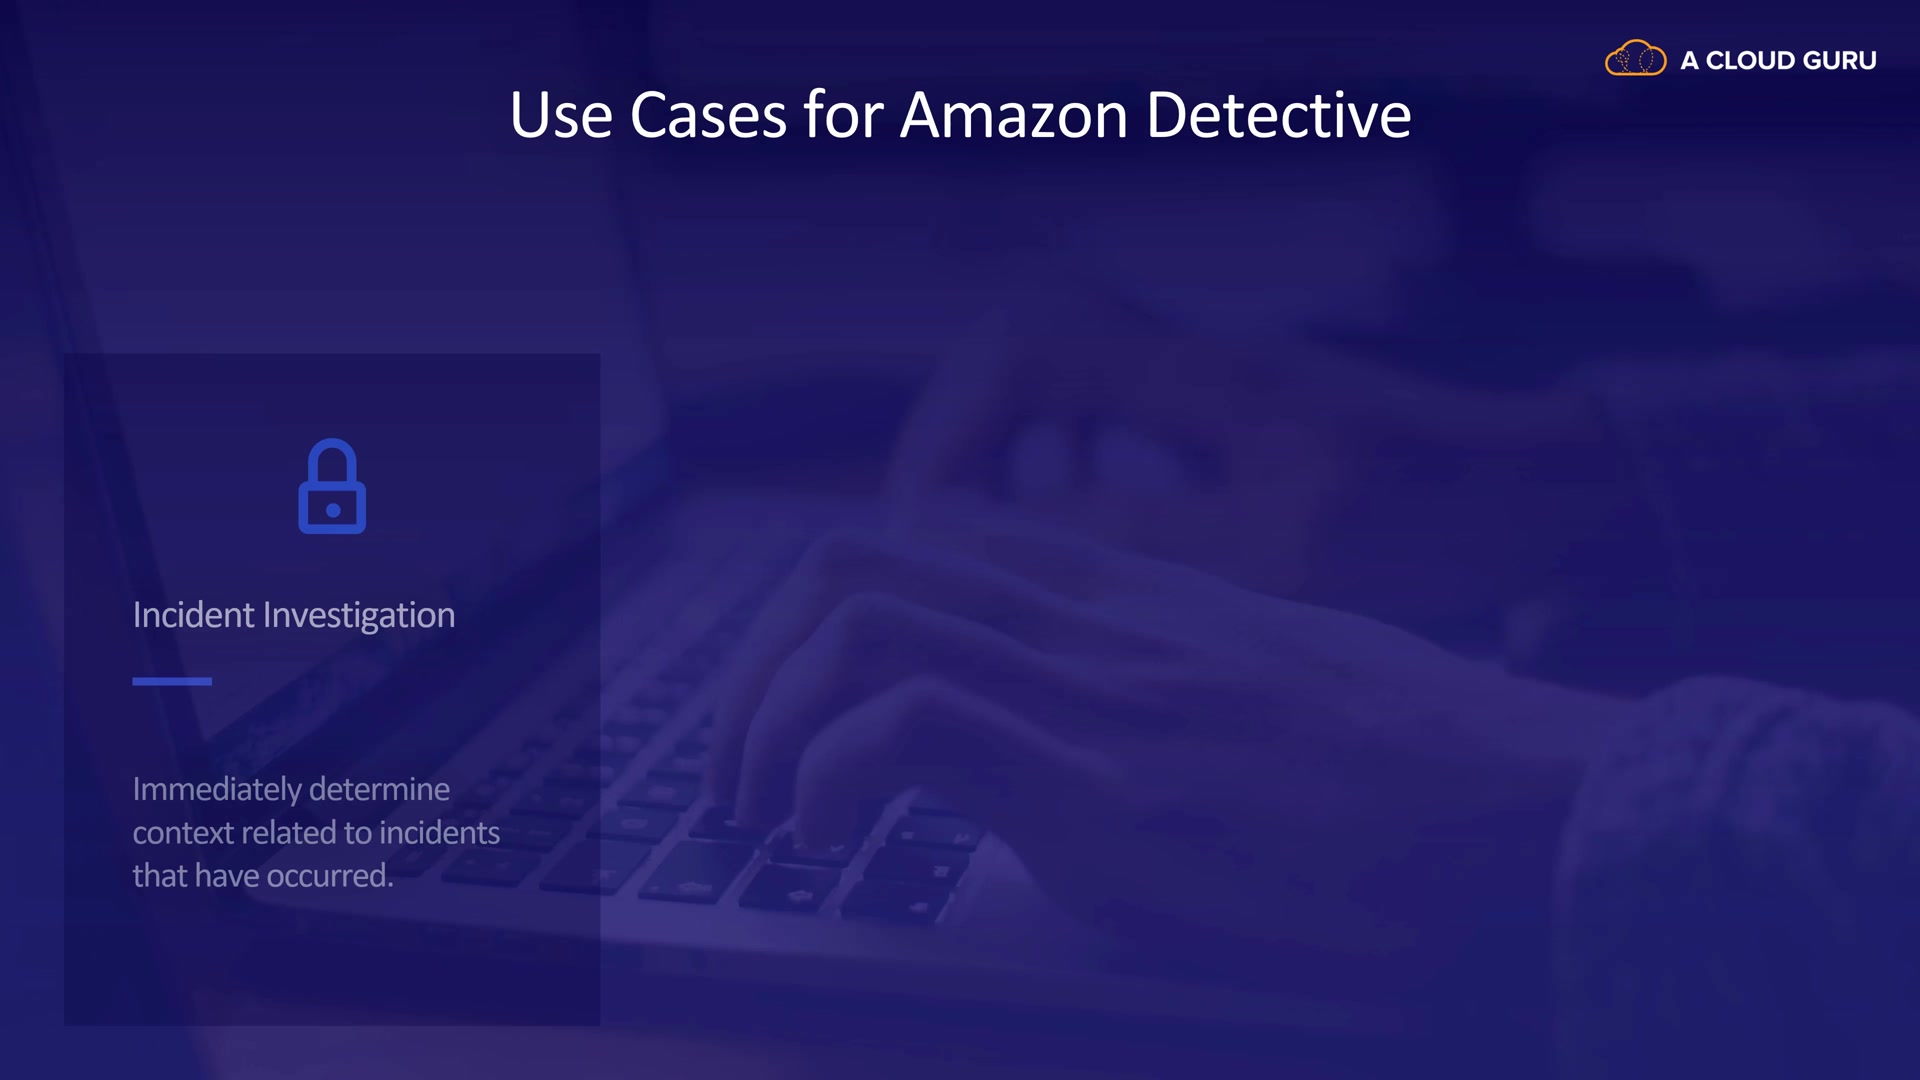 A CLOUD GURU
Use Cases for Amazon Detective
Incident Investigation
Immediately determine
context related to incidents
that have occurred.